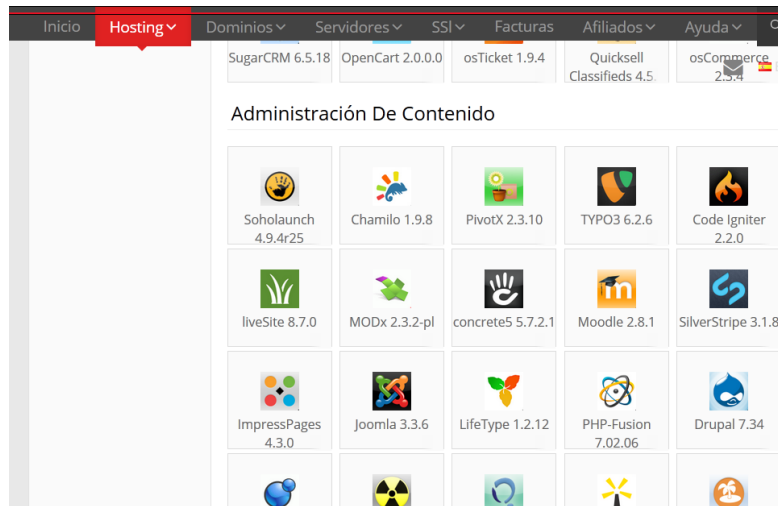 Inicio Hosting Dominios Servidores SSl Facturas Afiliados Ayuda
SugarCRM 6.5.18 OpenCart 2.0.0.0 osTicket 1.9.4 Quicksell osCommerce
Classifieds 4.5. 2.3.4
Administración De Contenido
Soholaunch Chamilo 1.9.8 PivotX 2.3.10 TYPO3 6.2.6 Code Igniter
4.9.4r25 2.2.0
liveSite 8.7.0 MODx 2.3.2-pl concrete5 5.7.2.1 Moodle 2.8.1 SilverStripe 3.1.8
ImpressPages Joomla 3.3.6 LifeType 1.2.12 PHP-Fusion Drupal 7.34
4.3.0 7.02.06